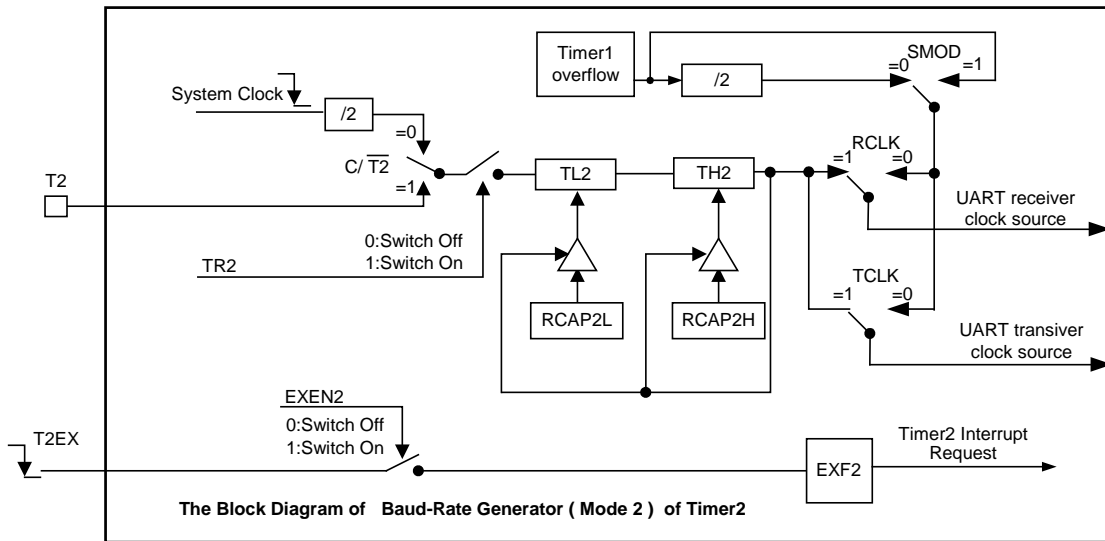 Timer1
overflow
SMOD
=0
=1
/2
System Clock
/2
=0
C/ T2
=1
T2
TL2
TH2
=1
RCLK
=0
UART receiver
clock source
0:Switch Off
1:Switch On
TR2
TCLK
=1
=0
RCAP2L
RCAP2H
UART transiver
clock source
EXEN2
0:Switch Off
1:Switch On
T2EX
Timer2 Interrupt
Request
EXF2
The Block Diagram of Baud-Rate Generator ( Mode 2 ) of Timer2